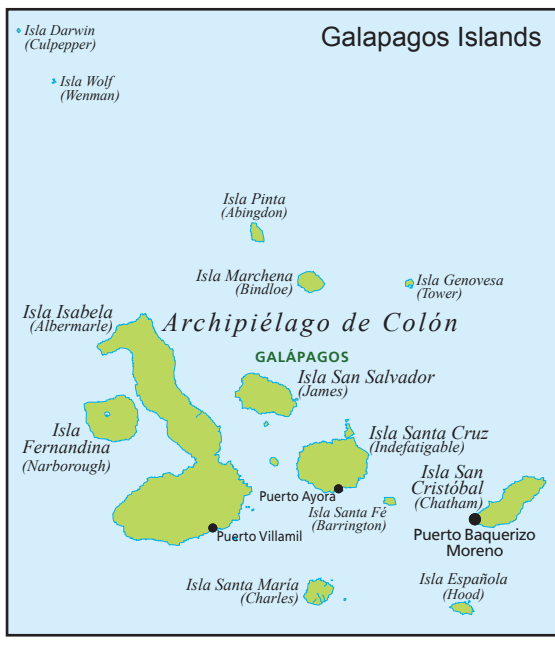 Galapagos Islands
Isla Darwin
(Culpepper)
Isla Wolf
(Wenman)
Isla Pinta
(Abingdon)
Isla Marchena
(Bindloe)
Isla Genovesa
(Tower)
Isla Isabela
(Albermarle)
Archipiélago de Colón
GALÁPAGOS
Isla San Salvador
(James)
Isla
Fernandina
(Narborough)
Isla Santa Cruz
(Indefatigable)
Isla San
Cristóbal
(Chatham)
Puerto Ayora
Isla Santa Fé
(Barrington)
Puerto Villamil
Puerto Baquerizo
Moreno
Isla Santa María
(Charles)
Isla Española
(Hood)